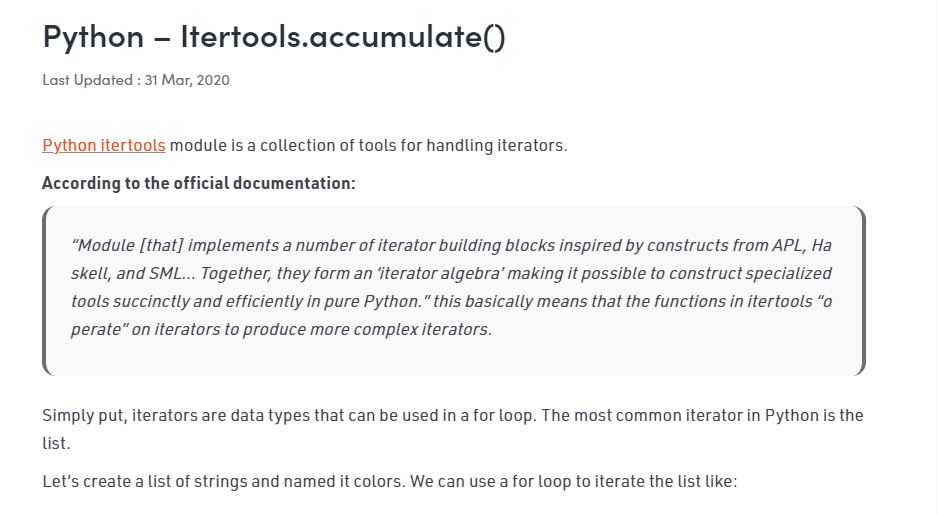 Python – Itertools.accumulate()
Last Updated : 31 Mar, 2020
Python itertools module is a collection of tools for handling iterators.
According to the official documentation:
“Module [that] implements a number of iterator building blocks inspired by constructs from APL, Ha
skell, and SML… Together, they form an ‘iterator algebra’ making it possible to construct specialized
tools succinctly and efficiently in pure Python.” this basically means that the functions in itertools “o
perate” on iterators to produce more complex iterators.
Simply put, iterators are data types that can be used in a for loop. The most common iterator in Python is the
list.
Let’s create a list of strings and named it colors. We can use a for loop to iterate the list like: